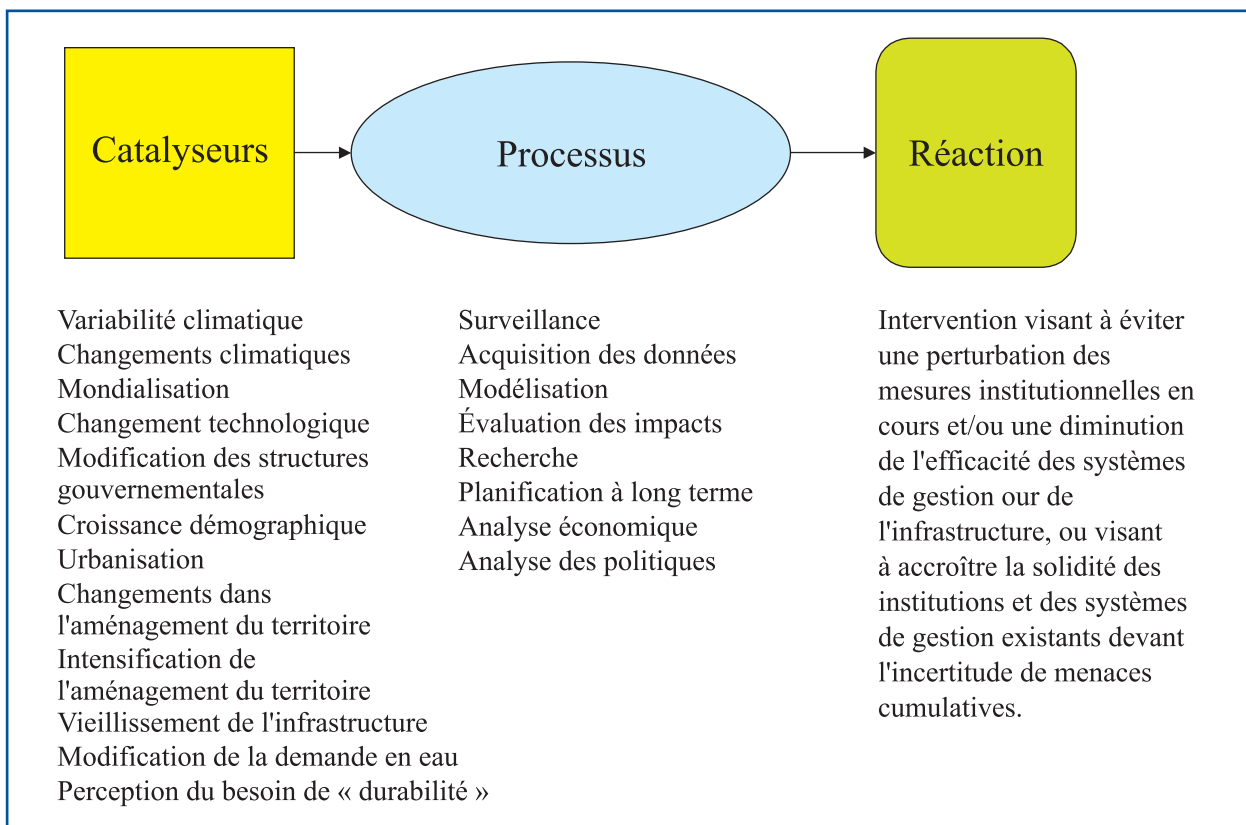 Catalyseurs
Processus
Réaction
Variabilité climatique
Changements climatiques
Mondialisation
Changement technologique
Modification des structures
gouvernementales
Croissance démographique
Urbanisation
Changements dans
l'aménagement du territoire
Intensification de
l'aménagement du territoire
Vieillissement de l'infrastructure
Modification de la demande en eau
Perception du besoin de « durabilité »
Surveillance
Acquisition des données
Modélisation
Évaluation des impacts
Recherche
Planification à long terme
Analyse économique
Analyse des politiques
Intervention visant à éviter
une perturbation des
mesures institutionnelles en
cours et/ou une diminution
de l'efficacité des systèmes
de gestion our de
l'infrastructure, ou visant
à accroître la solidité des
institutions et des systèmes
de gestion existants devant
l'incertitude de menaces
cumulatives.